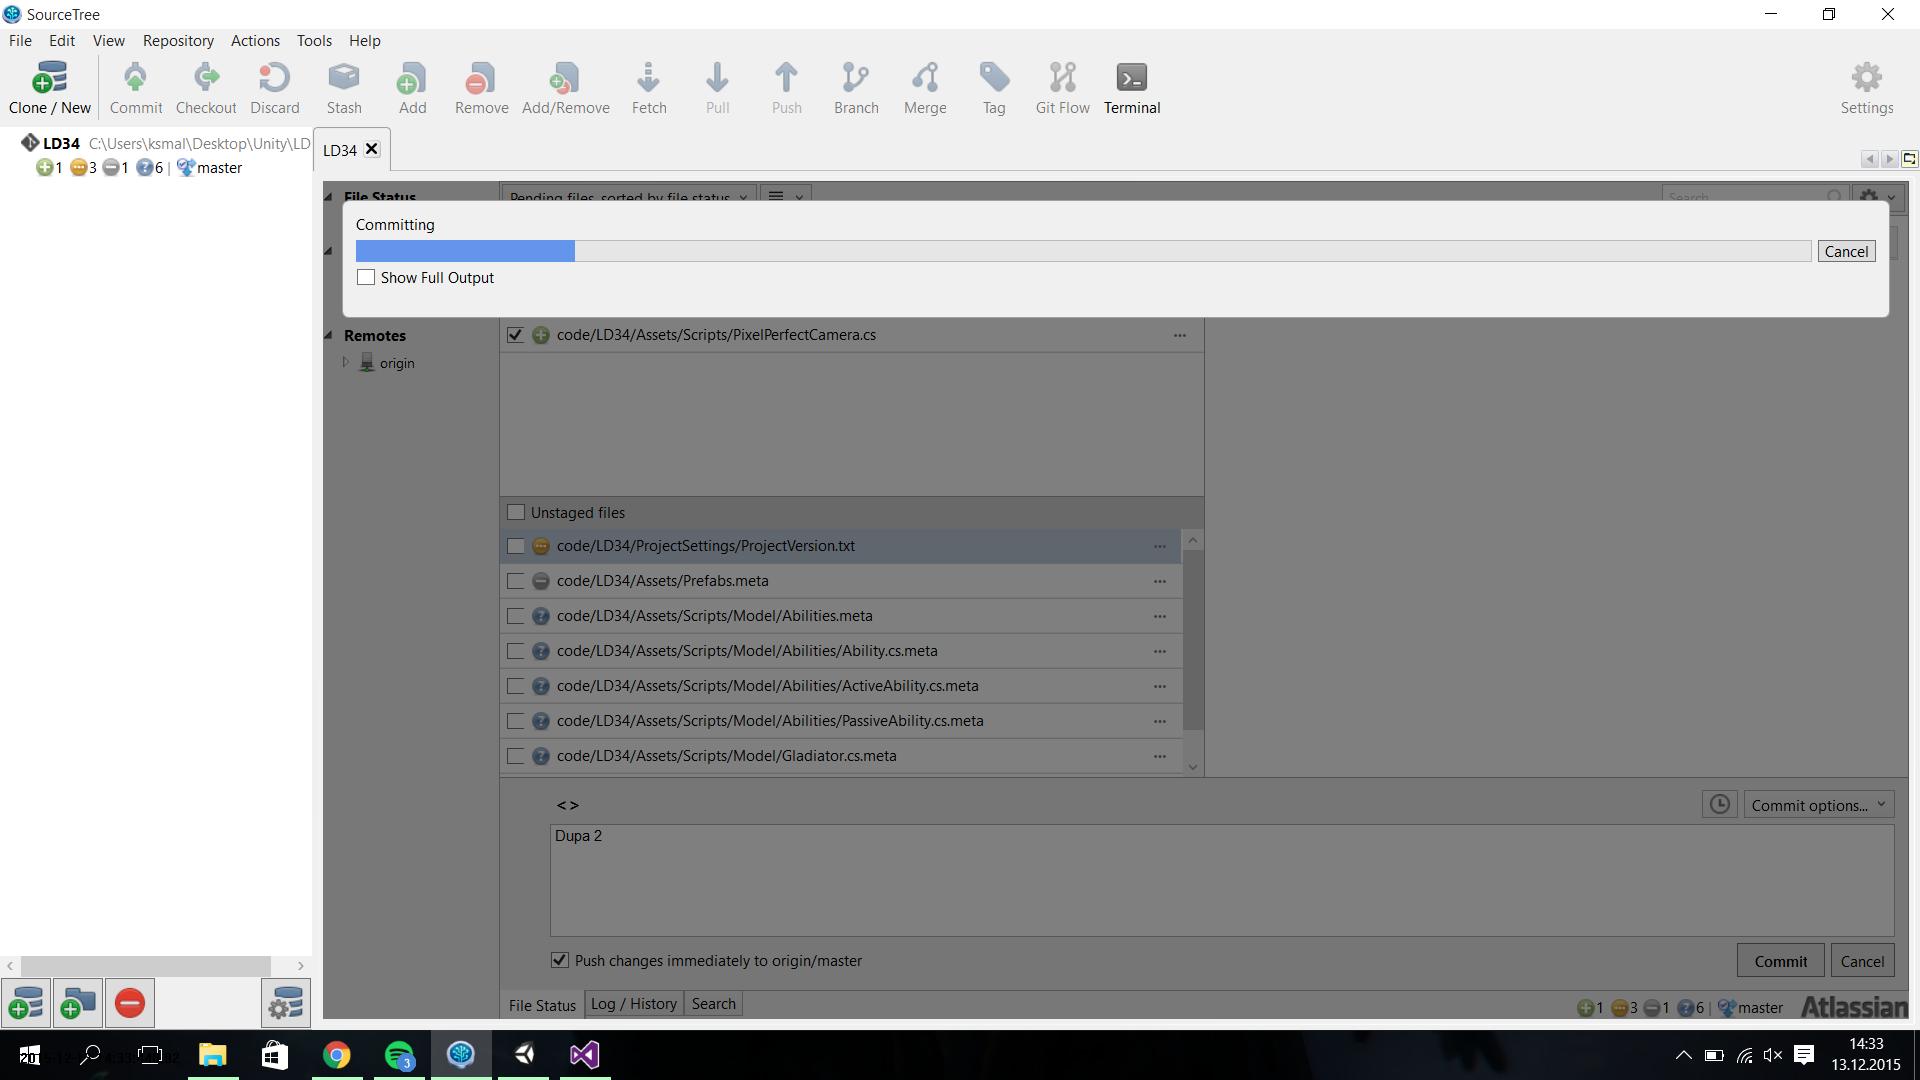 SourceTree
File Edit View Repository Actions Tools Help
Clone / New Commit Checkout Discard Stash Add Remove Add/Remove Fetch Pull Push Branch Merge Tag Git Flow Terminal Settings
LD34 C:\Users\ksmal\Desktop\Unity\LD
1 3 1 6 | master
LD34
File Status
Pending files, sorted by file status
Search
Committing
Cancel
Show Full Output
Remotes
origin
code/LD34/Assets/Scripts/PixelPerfectCamera.cs
Unstaged files
code/LD34/ProjectSettings/ProjectVersion.txt
code/LD34/Assets/Prefabs.meta
code/LD34/Assets/Scripts/Model/Abilities.meta
code/LD34/Assets/Scripts/Model/Abilities/Ability.cs.meta
code/LD34/Assets/Scripts/Model/Abilities/ActiveAbility.cs.meta
code/LD34/Assets/Scripts/Model/Abilities/PassiveAbility.cs.meta
code/LD34/Assets/Scripts/Model/Gladiator.cs.meta
<>
Commit options...
Dupa 2
Push changes immediately to origin/master
Commit Cancel
File Status Log / History Search
1 3 1 6 | master Atlassian
3
14:33
13.12.2015